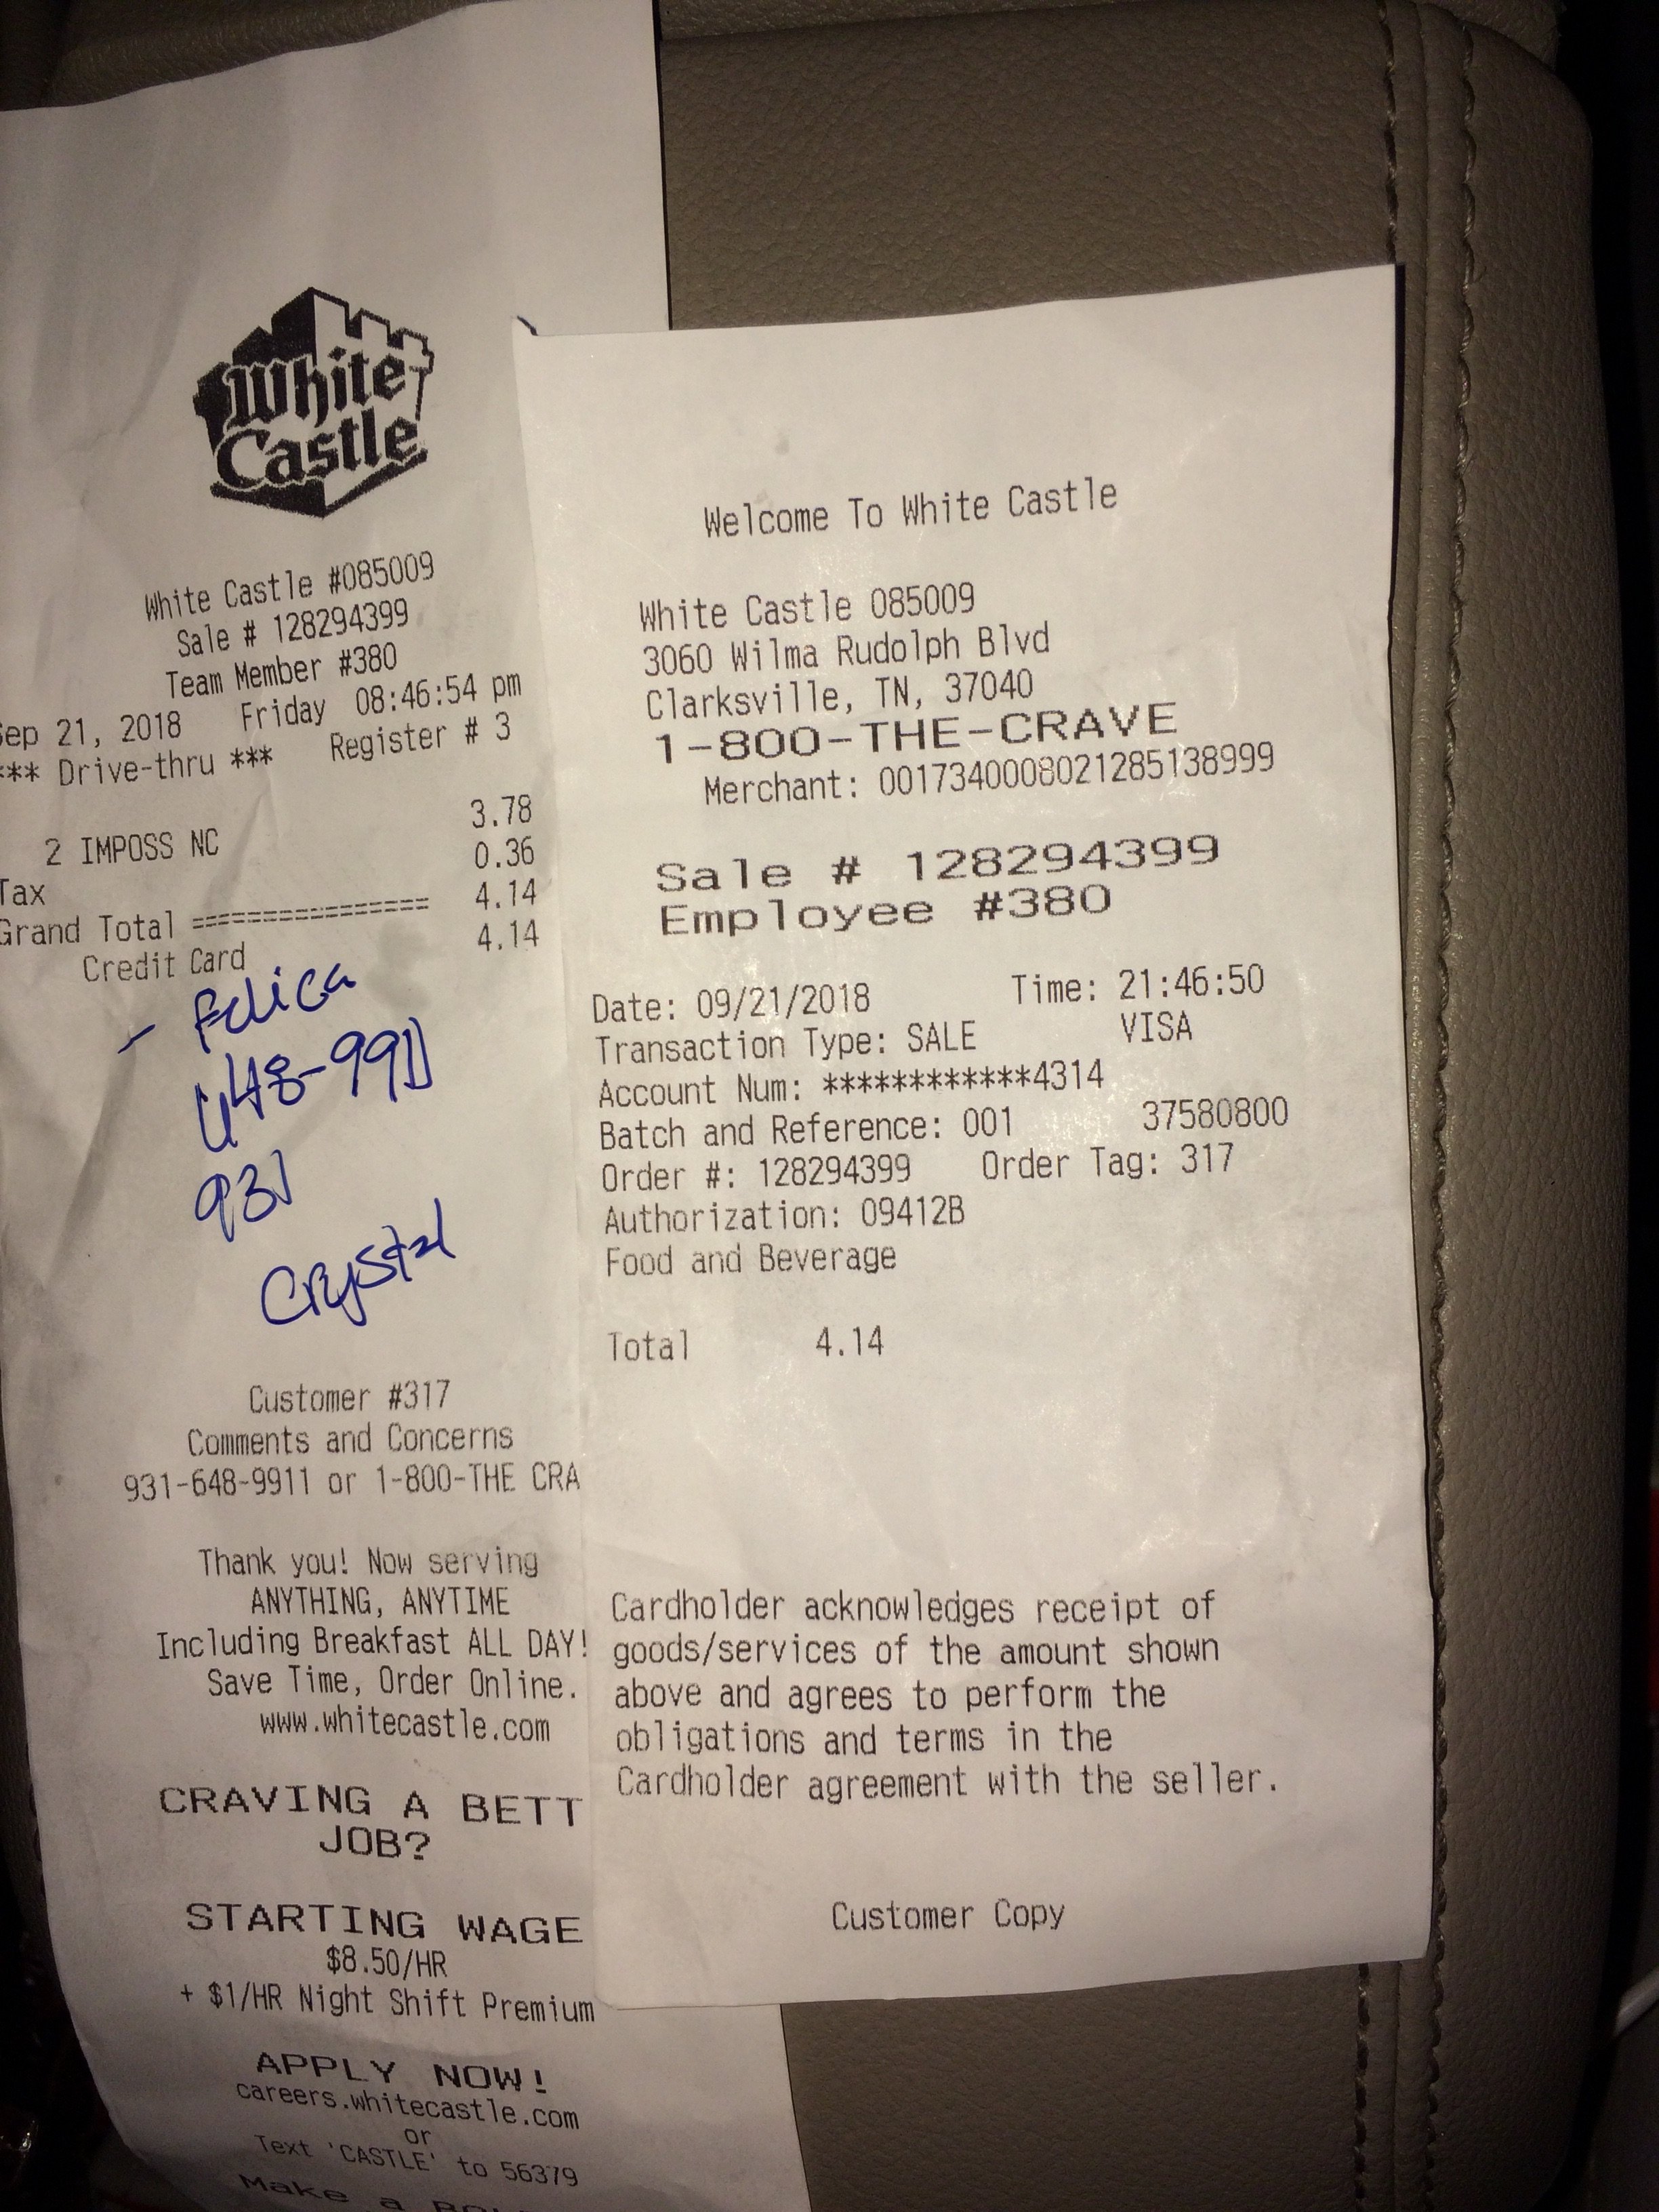 White
Castle
White Castle #085009
Sale # 128294399
Team Member #380
Sep 21, 2018 Friday 08:46:54 pm
*** Drive-thru *** Register # 3
2 IMPOSS NC 3.78
Tax 0.36
Grand Total ================ 4.14
Credit Card 4.14
- Felica
648-9911
931
Crystal
Customer #317
Comments and Concerns
931-648-9911 or 1-800-THE CRA
Thank you! Now serving
ANYTHING, ANYTIME
Including Breakfast ALL DAY!
Save Time, Order Online.
www.whitecastle.com
CRAVING A BETT
JOB?
STARTING WAGE
$8.50/HR
+ $1/HR Night Shift Premium
APPLY NOW!
careers.whitecastle.com
or
Text 'CASTLE' to 56379
Make a
Welcome To White Castle
White Castle 085009
3060 Wilma Rudolph Blvd
Clarksville, TN, 37040
1-800-THE-CRAVE
Merchant: 0017340008021285138999
Sale # 128294399
Employee #380
Date: 09/21/2018 Time: 21:46:50
Transaction Type: SALE VISA
Account Num: ************4314
Batch and Reference: 001 37580800
Order #: 128294399 Order Tag: 317
Authorization: 09412B
Food and Beverage
Total 4.14
Cardholder acknowledges receipt of
goods/services of the amount shown
above and agrees to perform the
obligations and terms in the
Cardholder agreement with the seller.
Customer Copy